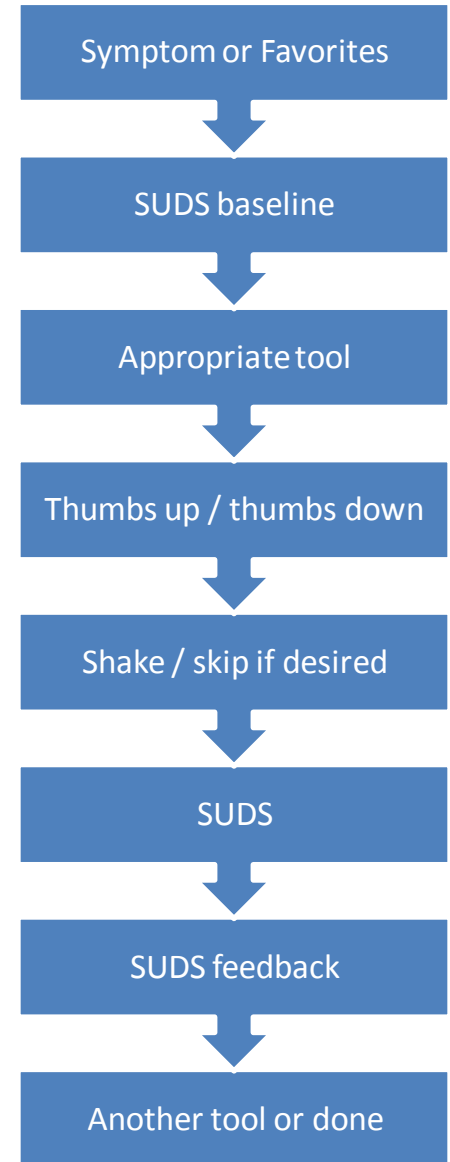 Symptom or Favorites
SUDS baseline
Appropriate tool
Thumbs up / thumbs down
Shake / skip if desired
SUDS
SUDS feedback
Another tool or done